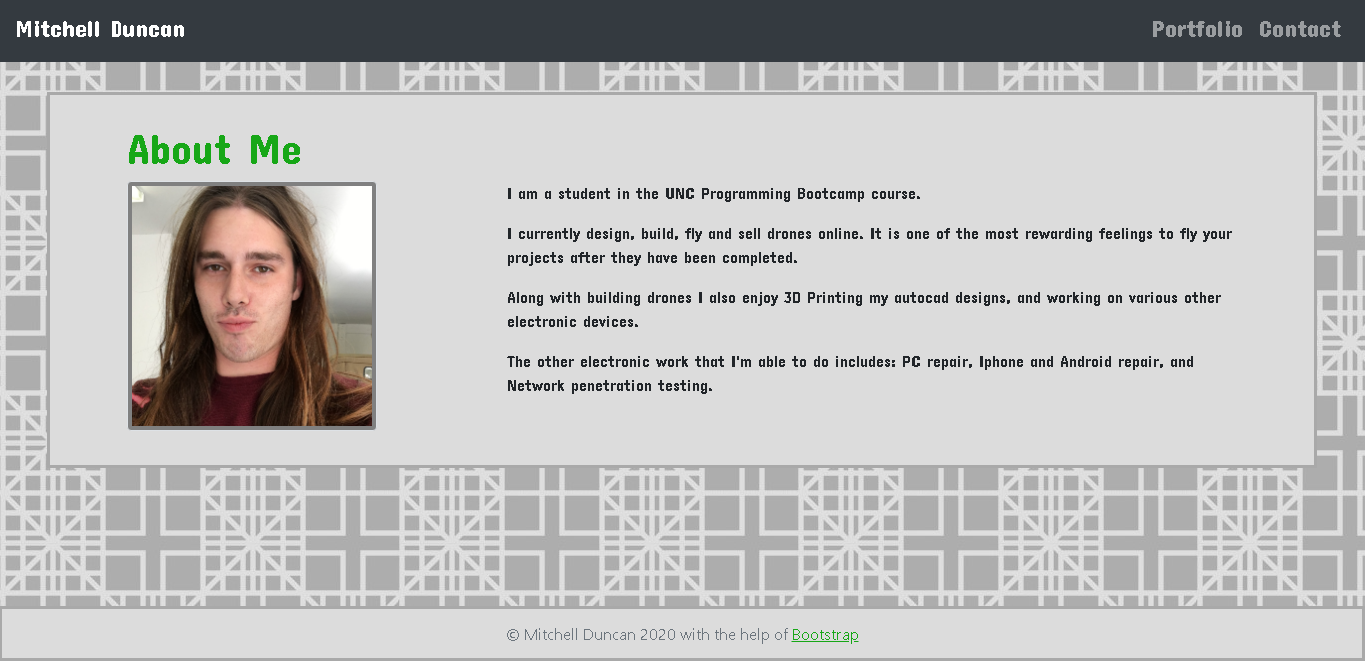 Mitchell Duncan
Portfolio Contact
About Me
I am a student in the UNC Programming Bootcamp course.
I currently design, build, fly and sell drones online. It is one of the most rewarding feelings to fly your
projects after they have been completed.
Along with building drones I also enjoy 3D Printing my autocad designs, and working on various other
electronic devices.
The other electronic work that I'm able to do includes: PC repair, Iphone and Android repair, and
Network penetration testing.
© Mitchell Duncan 2020 with the help of Bootstrap